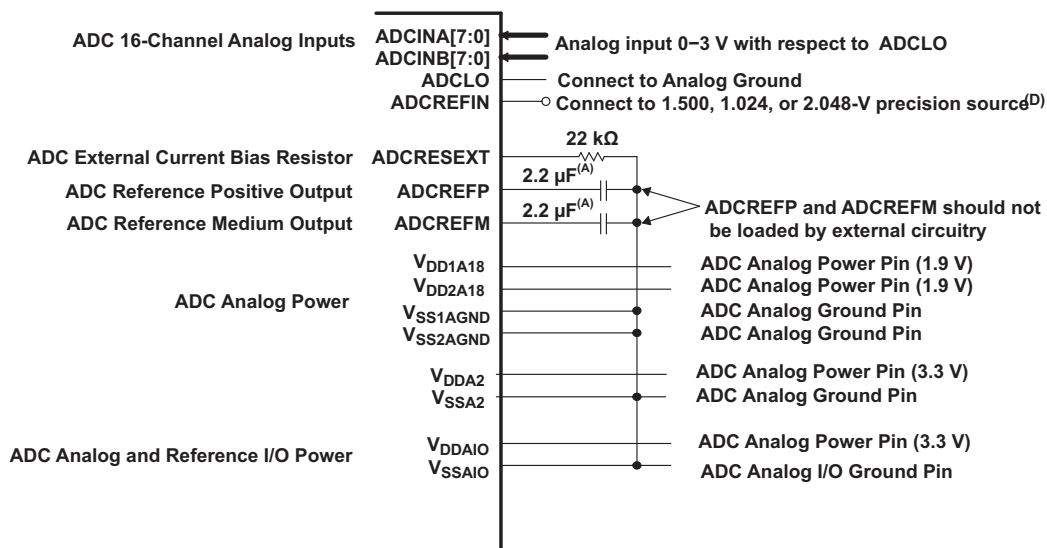 ADC 16-Channel Analog Inputs ADCINA[7:0]
ADCINB[7:0]
Analog input 0−3 V with respect to ADCLO
ADCLO Connect to Analog Ground
ADCREFIN Connect to 1.500, 1.024, or 2.048-V precision source(D)
22 kΩ
ADC External Current Bias Resistor ADCRESEXT
2.2 μF(A)
ADC Reference Positive Output ADCREFP
2.2 μF(A)
ADC Reference Medium Output ADCREFM
ADCREFP and ADCREFM should not
be loaded by external circuitry
VDD1A18 ADC Analog Power Pin (1.9 V)
VDD2A18 ADC Analog Power Pin (1.9 V)
ADC Analog Power
VSS1AGND ADC Analog Ground Pin
VSS2AGND ADC Analog Ground Pin
VDDA2 ADC Analog Power Pin (3.3 V)
VSSA2 ADC Analog Ground Pin
VDDAIO ADC Analog Power Pin (3.3 V)
ADC Analog and Reference I/O Power
VSSAIO ADC Analog I/O Ground Pin